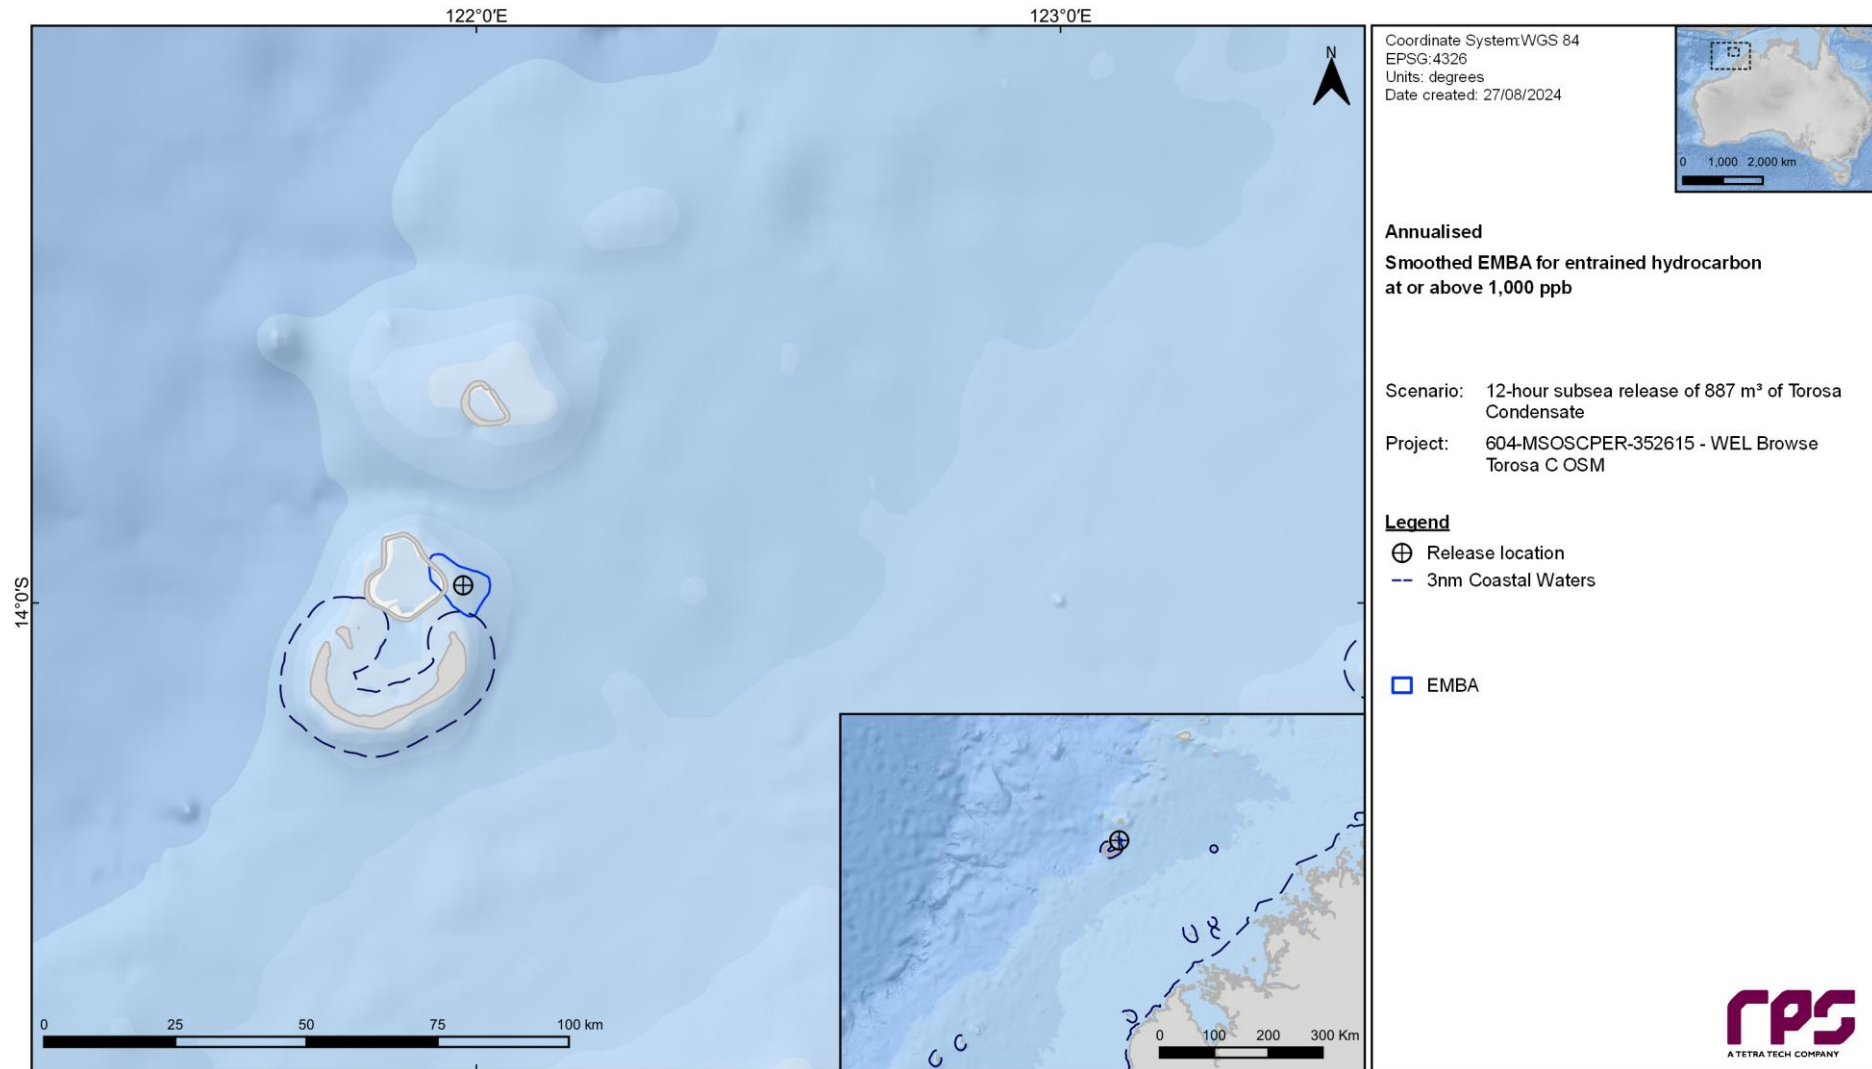 122°0'E
123°0'E
14°0'S
N
0 25 50 75 100 km
0 100 200 300 Km
Coordinate System:WGS 84
EPSG:4326
Units: degrees
Date created: 27/08/2024
0 1,000 2,000 km
Annualised
Smoothed EMBA for entrained hydrocarbon
at or above 1,000 ppb
Scenario: 12-hour subsea release of 887 m³ of Torosa
Condensate
Project: 604-MSOSCPER-352615 - WEL Browse
Torosa C OSM
Legend
Release location
3nm Coastal Waters
EMBA
rps
A TETRA TECH COMPANY